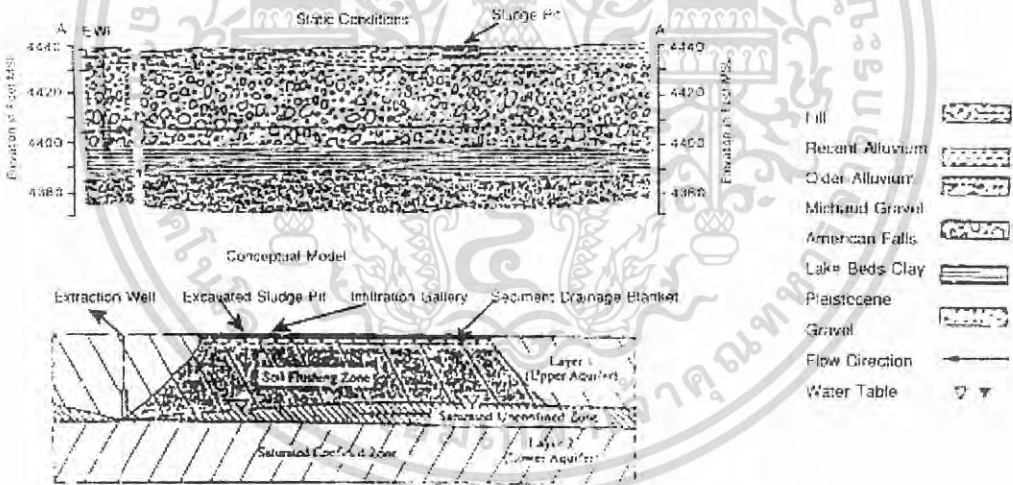 Static Conditions
Sludge Pit
A
EWI
A
4440
4440
4420
4420
4400
4400
4380
4380
Conceptual Model
Extraction Well
Excavated Sludge Pit
Infiltration Gallery
Sediment Drainage Blanket
Soil Flushing Zone
Layer 1
(Upper Aquifer)
Saturated Unconfined Zone
Saturated Confined Zone
Layer 2
(Lower Aquifer)
Fill
Recent Alluvium
Older Alluvium
Michaud Gravel
American Falls
Lake Beds Clay
Pleistocene
Gravel
Flow Direction
Water Table